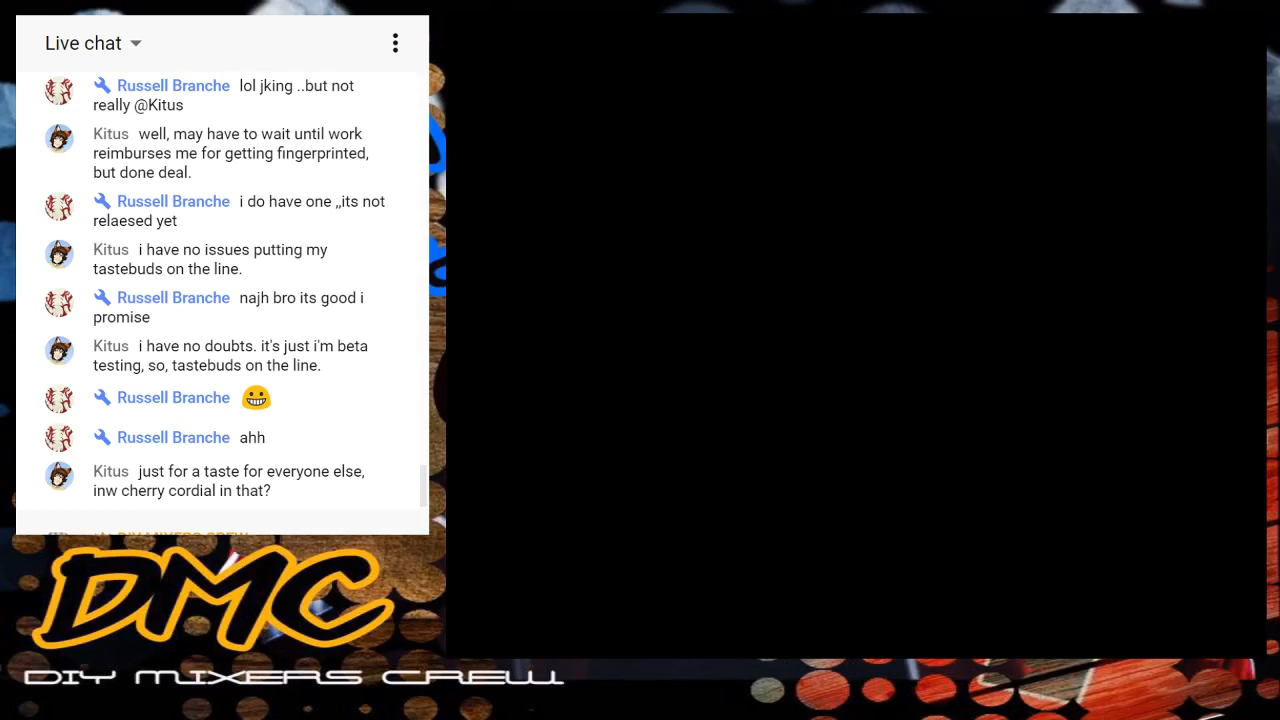 Live chat
Russell Branche lol jking ..but not
really @Kitus
Kitus well, may have to wait until work
reimburses me for getting fingerprinted,
but done deal.
Russell Branche i do have one ,,its not
relaesed yet
Kitus i have no issues putting my
tastebuds on the line.
Russell Branche najh bro its good i
promise
Kitus i have no doubts. it's just i'm beta
testing, so, tastebuds on the line.
Russell Branche
Russell Branche ahh
Kitus just for a taste for everyone else,
inw cherry cordial in that?
DIY MIXERS CREW
DMC
DIY MIXERS CREW